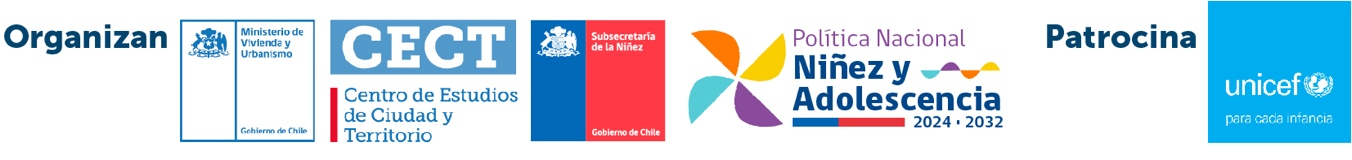 Organizan
Ministerio de
Vivienda y
Urbanismo
Gobierno de Chile
CECT
Centro de Estudios
de Ciudad y
Territorio
Subsecretaría
de la Niñez
Gobierno de Chile
Política Nacional
Niñez y
Adolescencia
2024 · 2032
Patrocina
unicef
para cada infancia